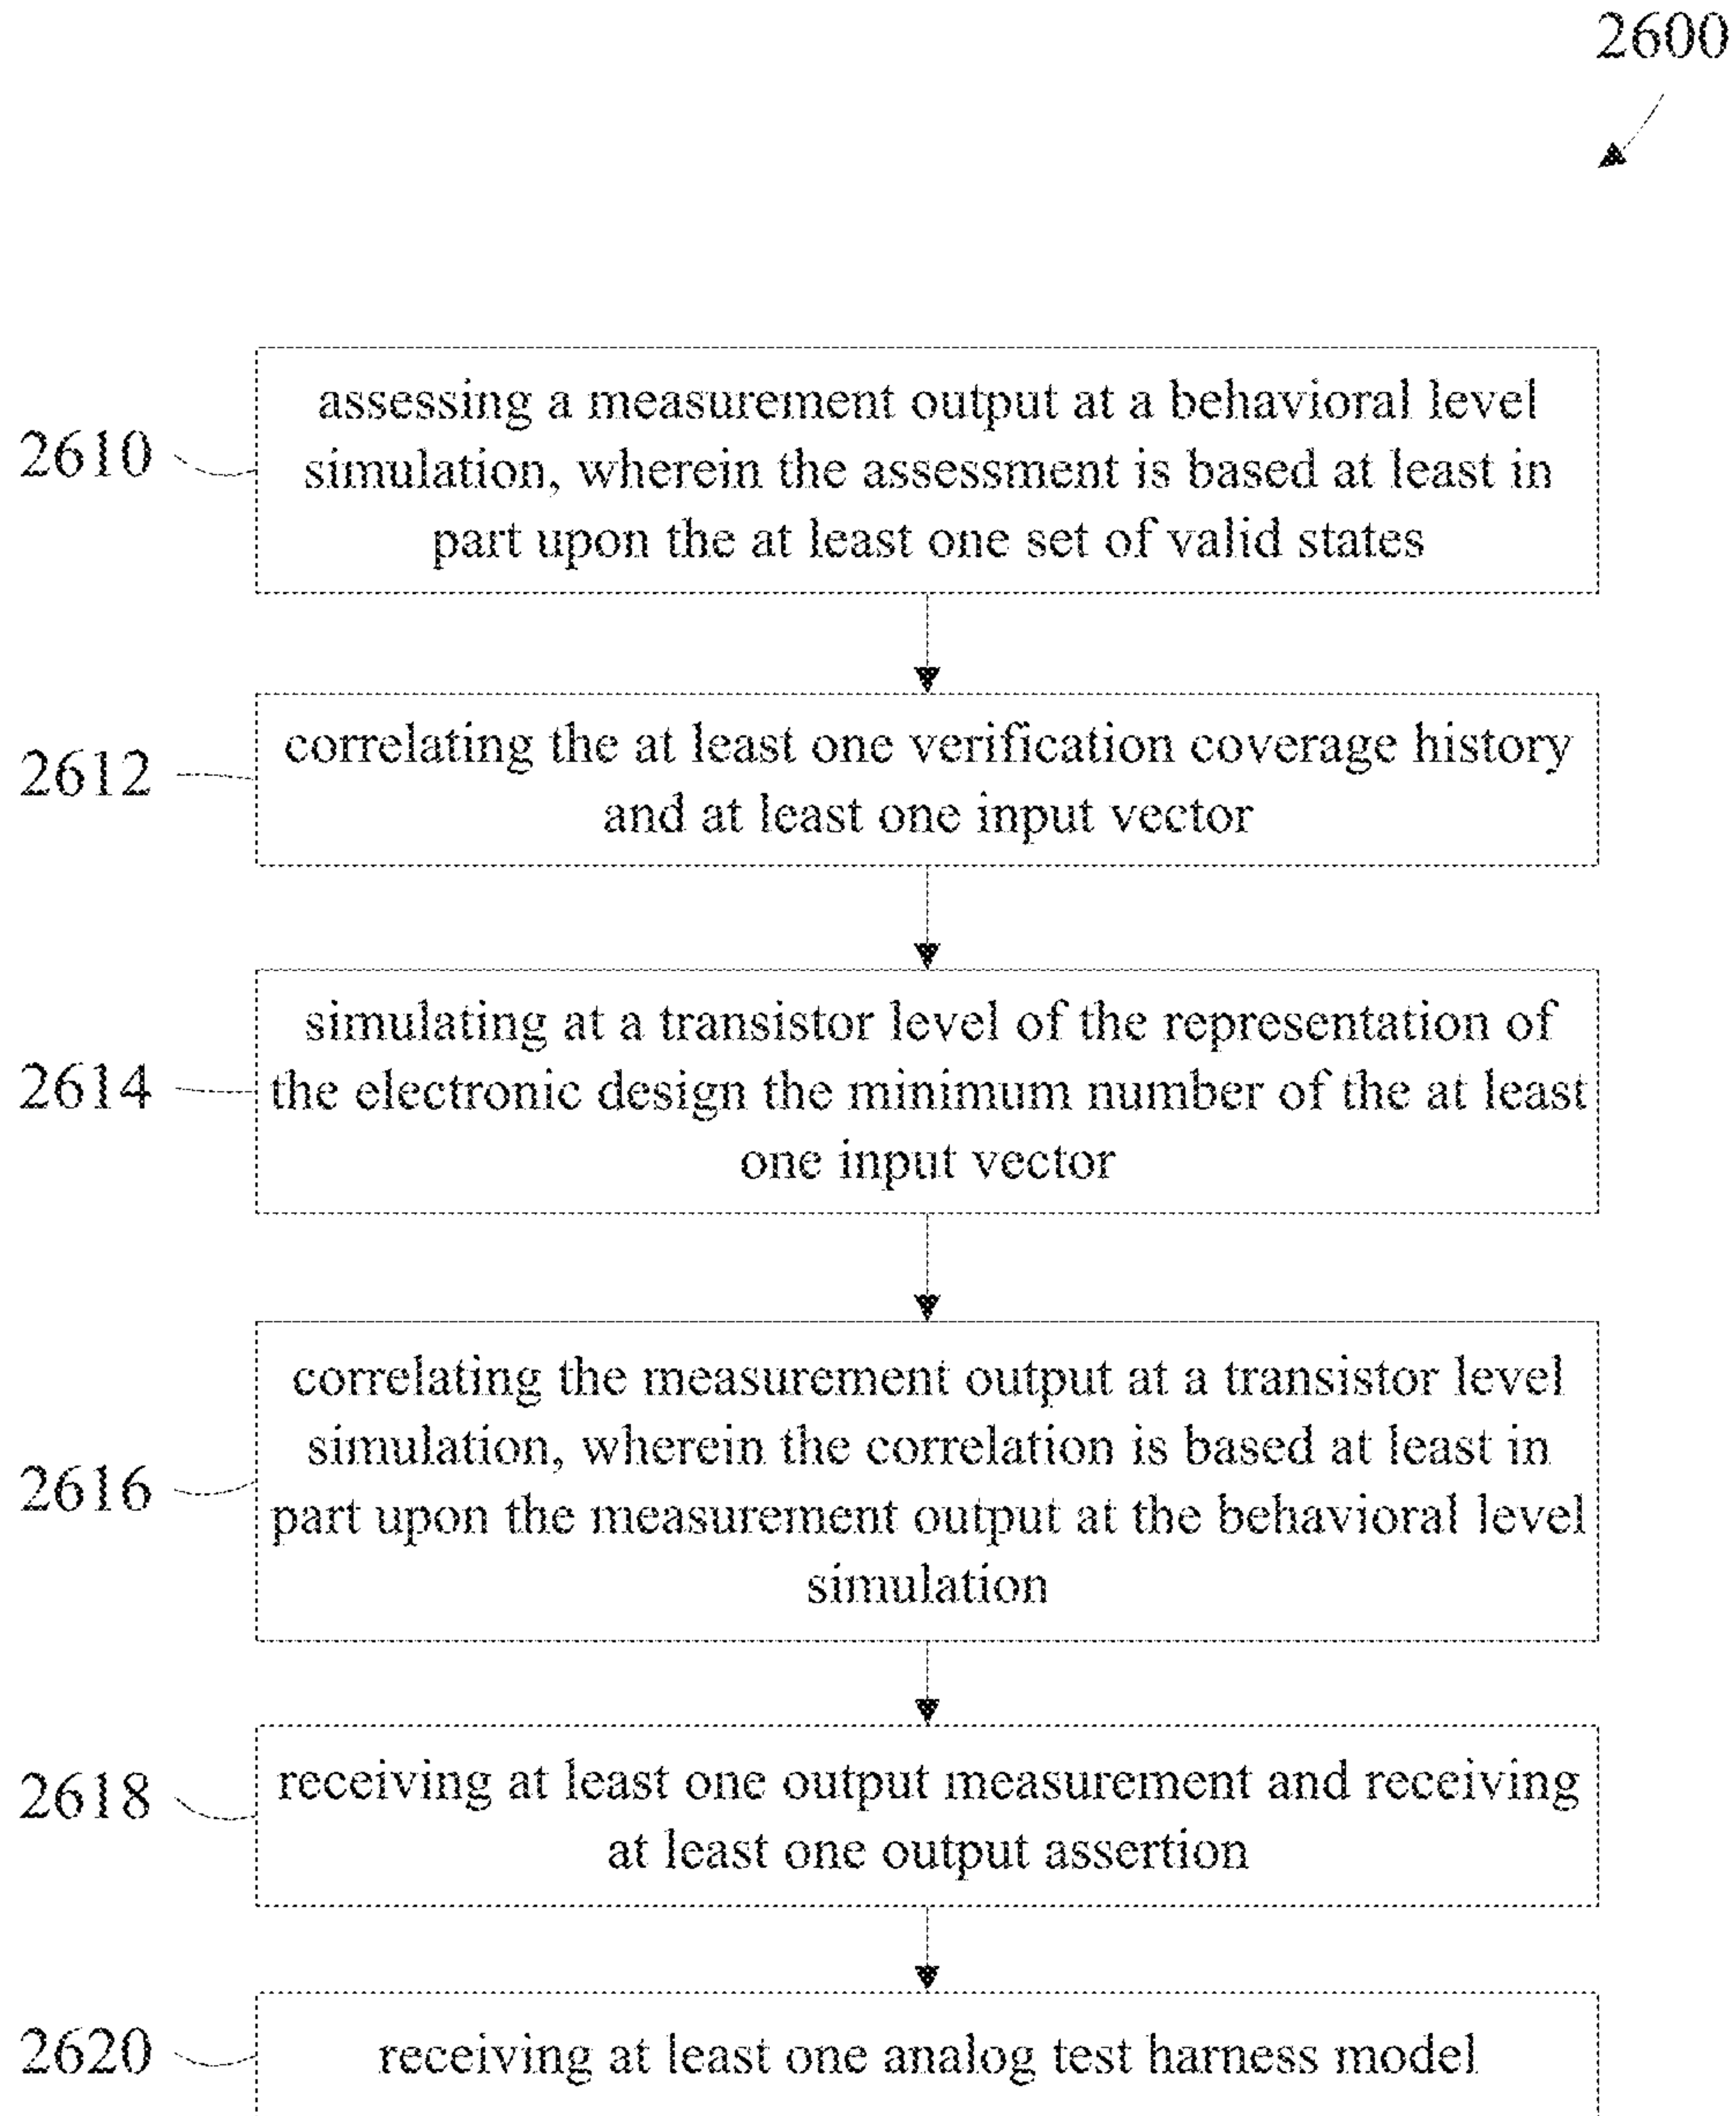 2600
2610
assessing a measurement output at a behavioral level
simulation, wherein the assessment is based at least in
part upon the at least one set of valid states
2612
correlating the at least one verification coverage history
and at least one input vector
2614
simulating at a transistor level of the representation of
the electronic design the minimum number of the at least
one input vector
2616
correlating the measurement output at a transistor level
simulation, wherein the correlation is based at least in
part upon the measurement output at the behavioral level
simulation
2618
receiving at least one output measurement and receiving
at least one output assertion
2620
receiving at least one analog test harness model